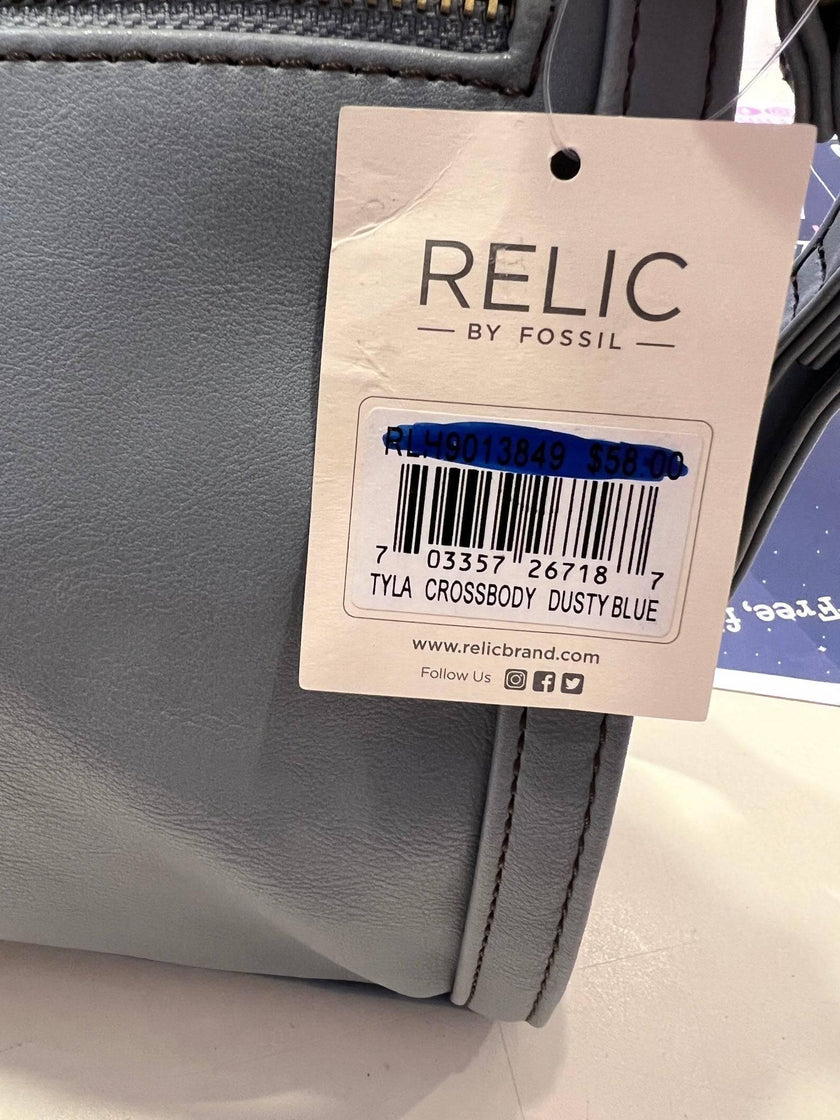 RELIC
BY FOSSIL
RLH9013849 $58.00
7 03357 26718 7
TYLA CROSSBODY DUSTY BLUE
www.relicbrand.com
Follow Us
Free,